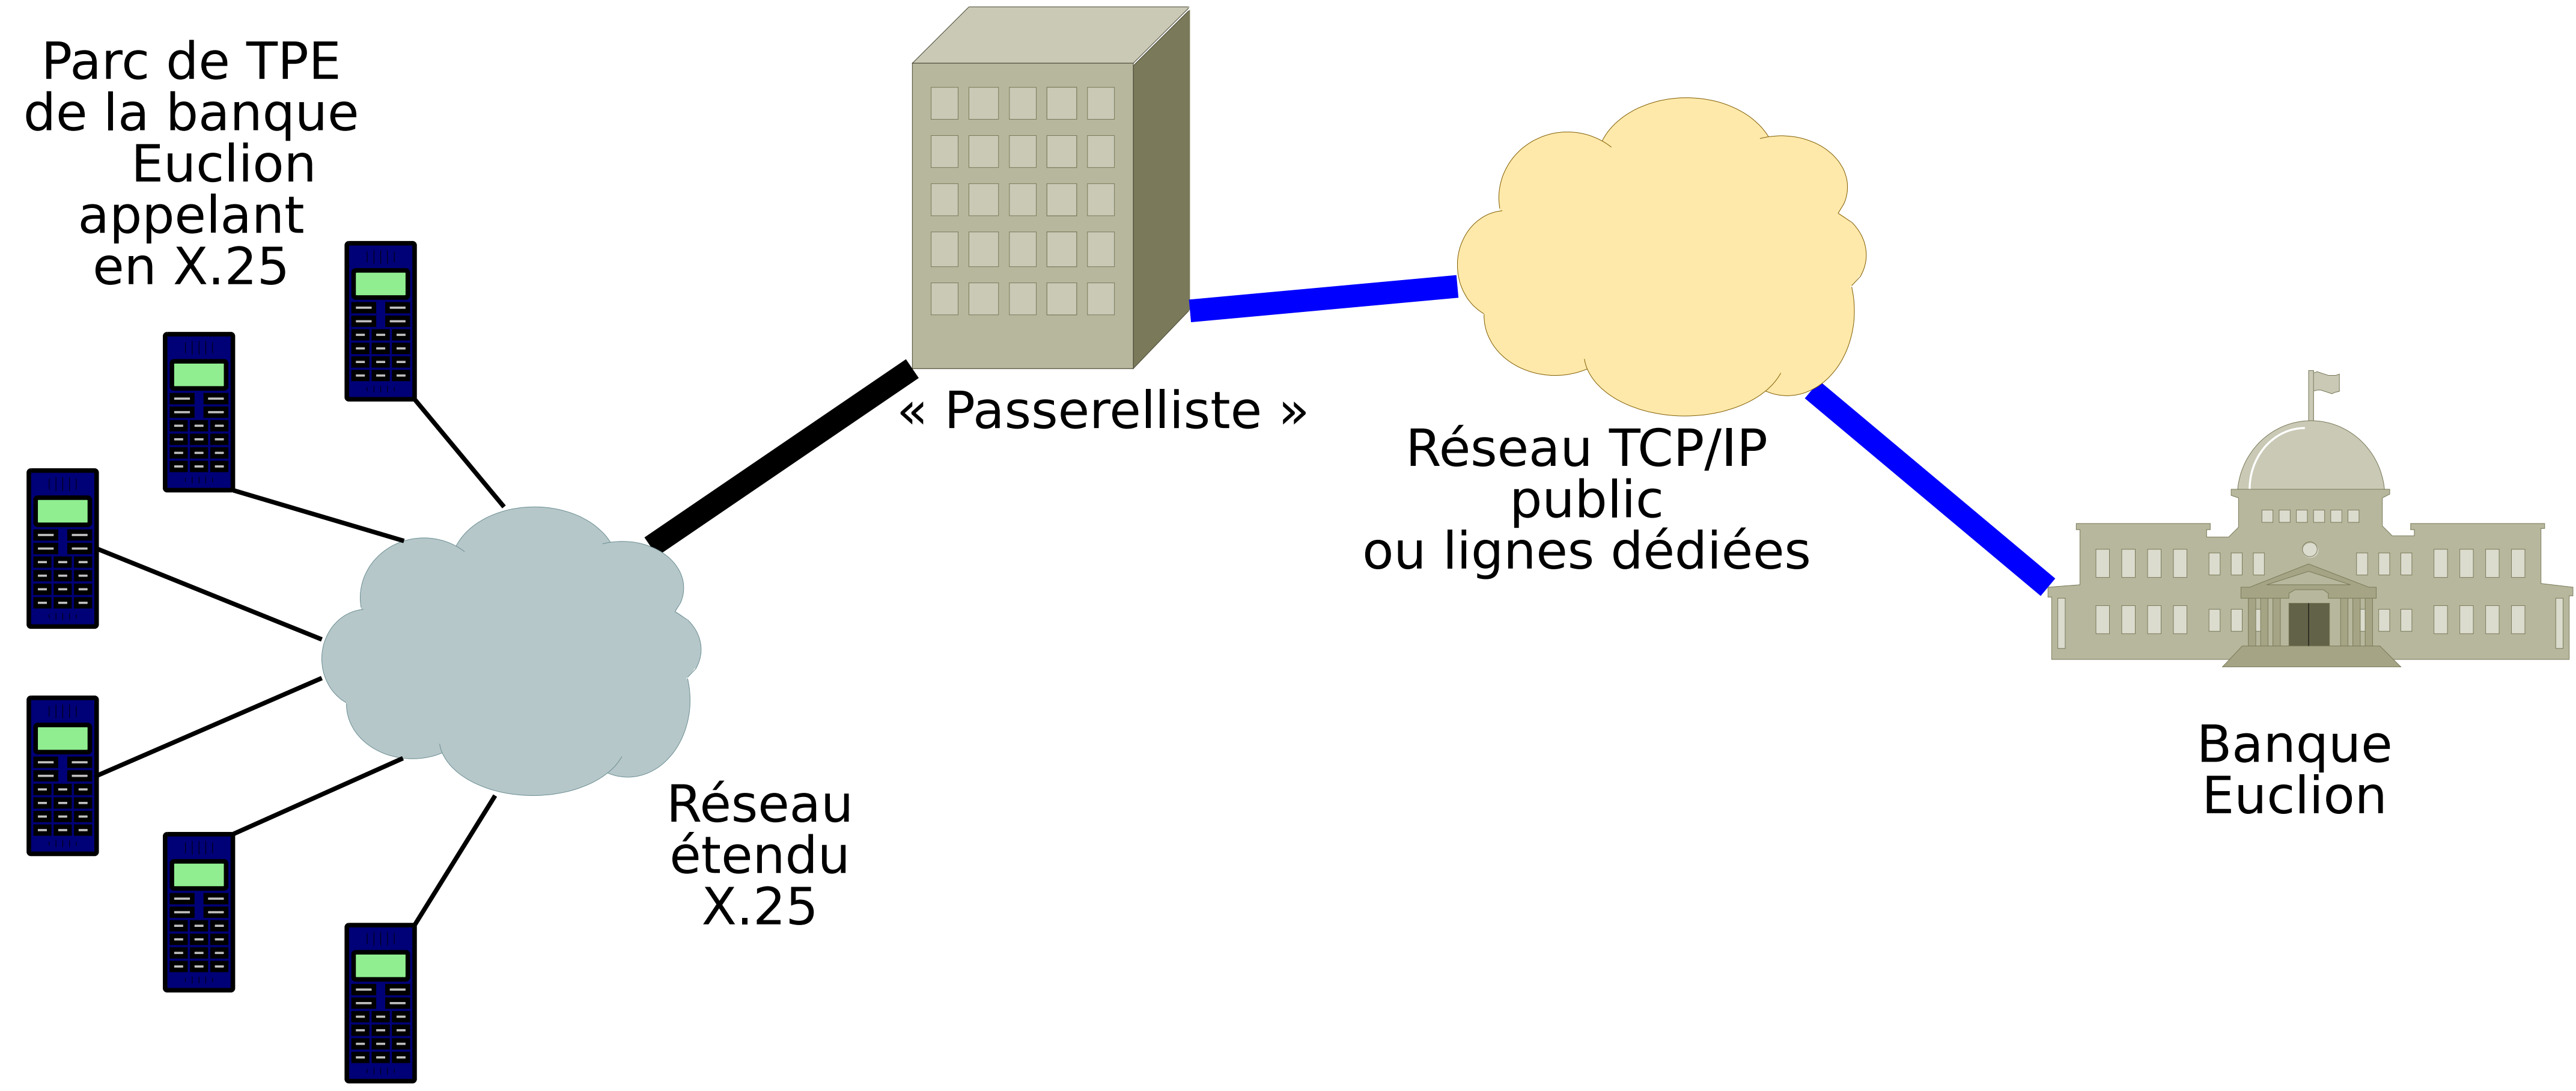 Parc de TPE
de la banque
Euclion
appelant
en X.25
« Passerelliste »
Réseau TCP/IP
public
ou lignes dédiées
Banque
Euclion
Réseau
étendu
X.25